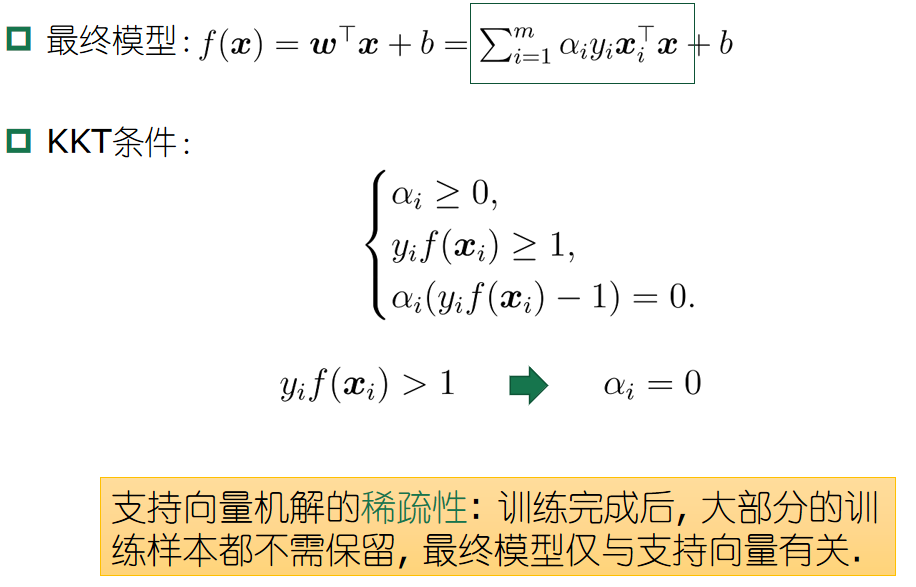 最终模型: $f(\boldsymbol{x}) = \boldsymbol{w}^\top \boldsymbol{x} + b = \sum_{i=1}^{m} \alpha_i y_i \boldsymbol{x}_i^\top \boldsymbol{x} + b$
KKT条件:
$\begin{cases} \alpha_i \geq 0, \\ y_i f(\boldsymbol{x}_i) \geq 1, \\ \alpha_i (y_i f(\boldsymbol{x}_i) - 1) = 0. \end{cases}$
$y_i f(\boldsymbol{x}_i) > 1$ ➡ $\alpha_i = 0$
支持向量机解的稀疏性: 训练完成后, 大部分的训
练样本都不需保留, 最终模型仅与支持向量有关.